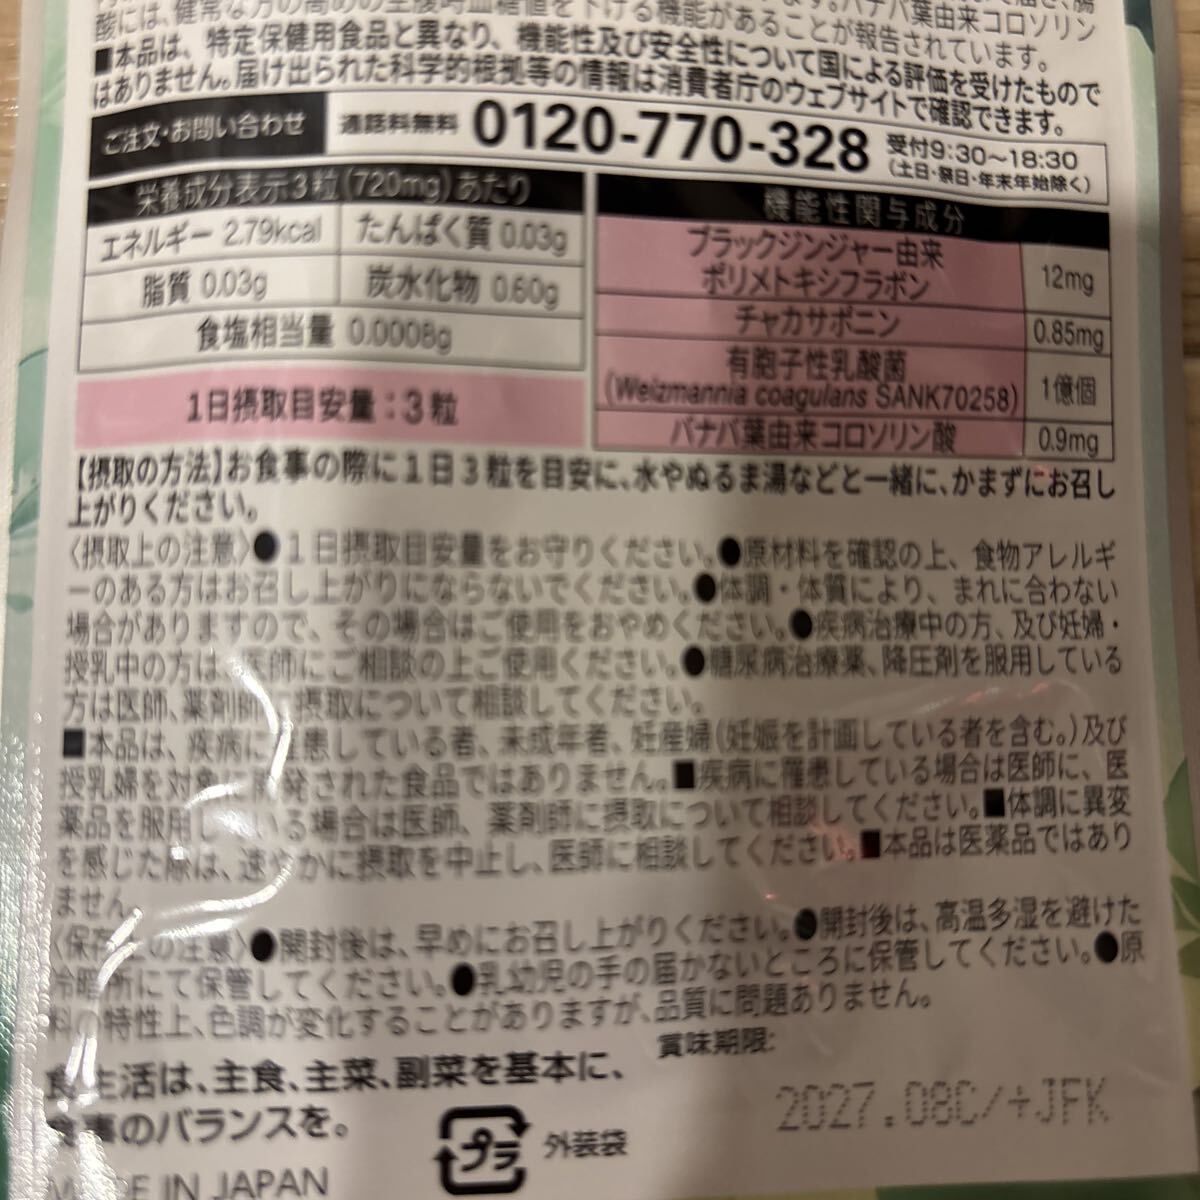 酸には、健常な方の高めの空腹時血糖値を下げる機能があることが報告されています。バナバ葉由来コロソリン
■本品は、特定保健用食品と異なり、機能性及び安全性について国による評価を受けたもので
はありません。届け出られた科学的根拠等の情報は消費者庁のウェブサイトで確認できます。
ご注文・お問い合わせ 通話料無料 0120-770-328 受付9:30〜18:30
(土日・祭日・年末年始除く)
栄養成分表示3粒(720mg)あたり
エネルギー 2.79kcal たんぱく質 0.03g
脂質 0.03g 炭水化物 0.60g
食塩相当量 0.0008g
1日摂取目安量:3粒
機能性関与成分
ブラックジンジャー由来
ポリメトキシフラボン 12mg
チャカサポニン 0.85mg
有胞子性乳酸菌
(Weizmannia coagulans SANK70258) 1億個
バナバ葉由来コロソリン酸 0.9mg
【摂取の方法】お食事の際に1日3粒を目安に、水やぬるま湯などと一緒に、かまずにお召し
上がりください。
〈摂取上の注意〉●1日摂取目安量をお守りください。●原材料を確認の上、食物アレルギ
ーのある方はお召し上がりにならないでください。●体調・体質により、まれに合わない
場合がありますので、その場合はご使用をおやめください。●疾病治療中の方、及び妊婦・
授乳中の方は、医師にご相談の上ご使用ください。●糖尿病治療薬、降圧剤を服用している
方は医師、薬剤師に摂取について相談してください。
■本品は、疾病に罹患している者、未成年者、妊産婦(妊娠を計画している者を含む。)及び
授乳婦を対象に開発された食品ではありません。■疾病に罹患している場合は医師に、医
薬品を服用している場合は医師、薬剤師に摂取について相談してください。■体調に異変
を感じた際は、速やかに摂取を中止し、医師に相談してください。■本品は医薬品ではあり
ません。
〈保存上の注意〉●開封後は、早めにお召し上がりください。●開封後は、高温多湿を避けた
冷暗所にて保管してください。●乳幼児の手の届かないところに保管してください。●原
料の特性上、色調が変化することがありますが、品質に問題ありません。
食生活は、主食、主菜、副菜を基本に、
食事のバランスを。
賞味期限:
2027.08C/+JFK
プラ 外装袋
MADE IN JAPAN